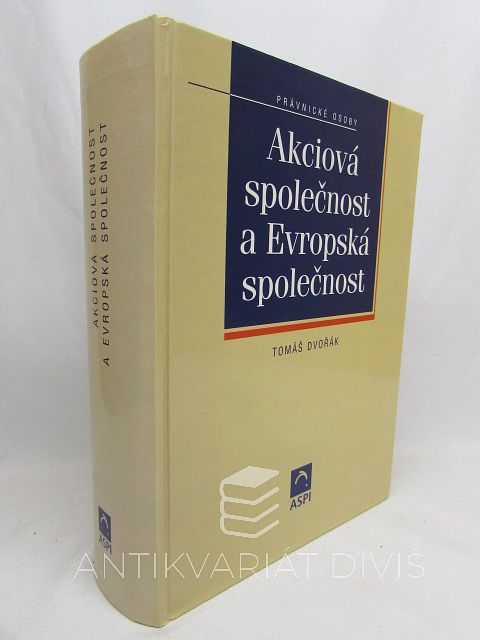 PRÁVNICKÉ OSOBY
Akciová
společnost
a Evropská
společnost
TOMÁŠ DVOŘÁK
ASPI
AKCIOVÁ SPOLEČNOST
A EVROPSKÁ SPOLEČNOST
ASPI
ANTIKVARIÁT DIVIŠ